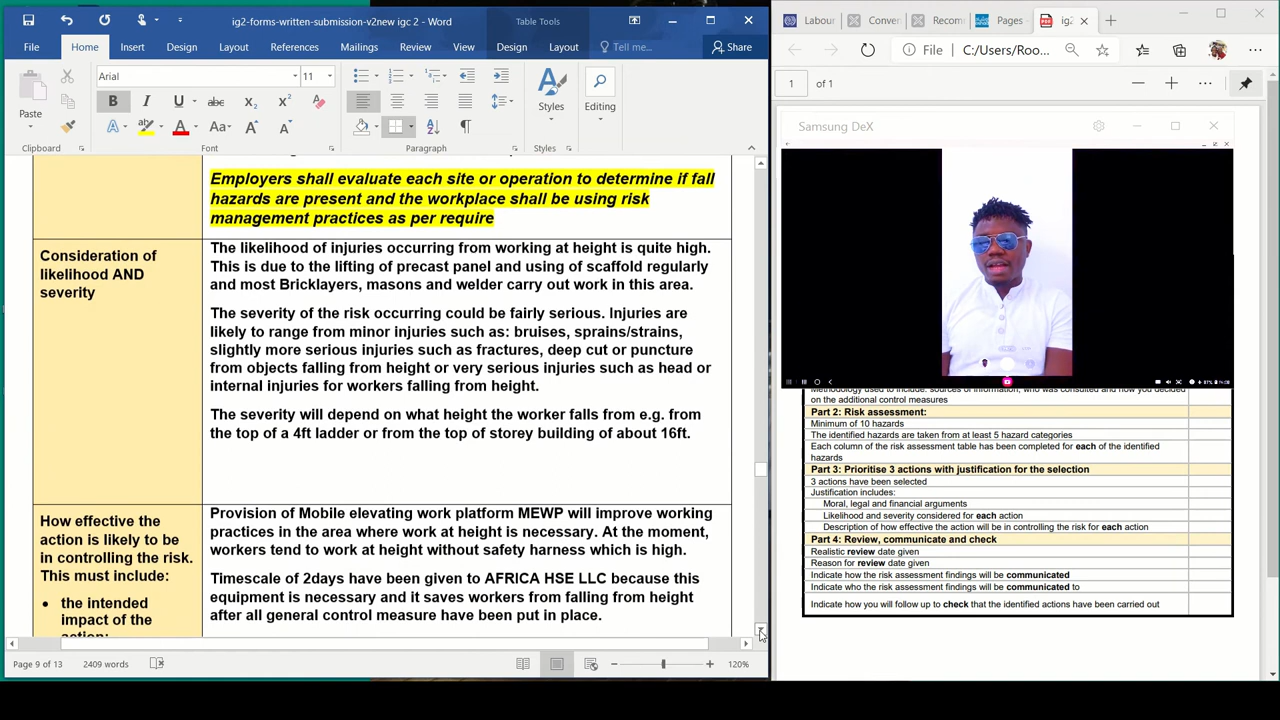 ig2-forms-written-submission-v2new igc 2 - Word
Table Tools
File
Home
Insert
Design
Layout
References
Mailings
Review
View
Design
Layout
Tell me...
Share
Arial
11
Paste
Styles
Editing
Clipboard
Font
Paragraph
Styles
Employers shall evaluate each site or operation to determine if fall
hazards are present and the workplace shall be using risk
management practices as per require
Consideration of
likelihood AND
severity
The likelihood of injuries occurring from working at height is quite high.
This is due to the lifting of precast panel and using of scaffold regularly
and most Bricklayers, masons and welder carry out work in this area.
The severity of the risk occurring could be fairly serious. Injuries are
likely to range from minor injuries such as: bruises, sprains/strains,
slightly more serious injuries such as fractures, deep cut or puncture
from objects falling from height or very serious injuries such as head or
internal injuries for workers falling from height.
The severity will depend on what height the worker falls from e.g. from
the top of a 4ft ladder or from the top of storey building of about 16ft.
How effective the
action is likely to be
in controlling the risk.
This must include:
• the intended
impact of the
action;
Provision of Mobile elevating work platform MEWP will improve working
practices in the area where work at height is necessary. At the moment,
workers tend to work at height without safety harness which is high.
Timescale of 2days have been given to AFRICA HSE LLC because this
equipment is necessary and it saves workers from falling from height
after all general control measure have been put in place.
Page 9 of 13
2409 words
120%
Labour
Conver
Recom
Pages -
ig2
File
C:/Users/Roo...
1
of 1
Samsung DeX
Methodology used to include: sources of information, who was consulted and how you decided
on the additional control measures
Part 2: Risk assessment:
Minimum of 10 hazards
The identified hazards are taken from at least 5 hazard categories
Each column of the risk assessment table has been completed for each of the identified
hazards
Part 3: Prioritise 3 actions with justification for the selection
3 actions have been selected
Justification includes:
Moral, legal and financial arguments
Likelihood and severity considered for each action
Description of how effective the action will be in controlling the risk for each action
Part 4: Review, communicate and check
Realistic review date given
Reason for review date given
Indicate how the risk assessment findings will be communicated
Indicate who the risk assessment findings will be communicated to
Indicate how you will follow up to check that the identified actions have been carried out